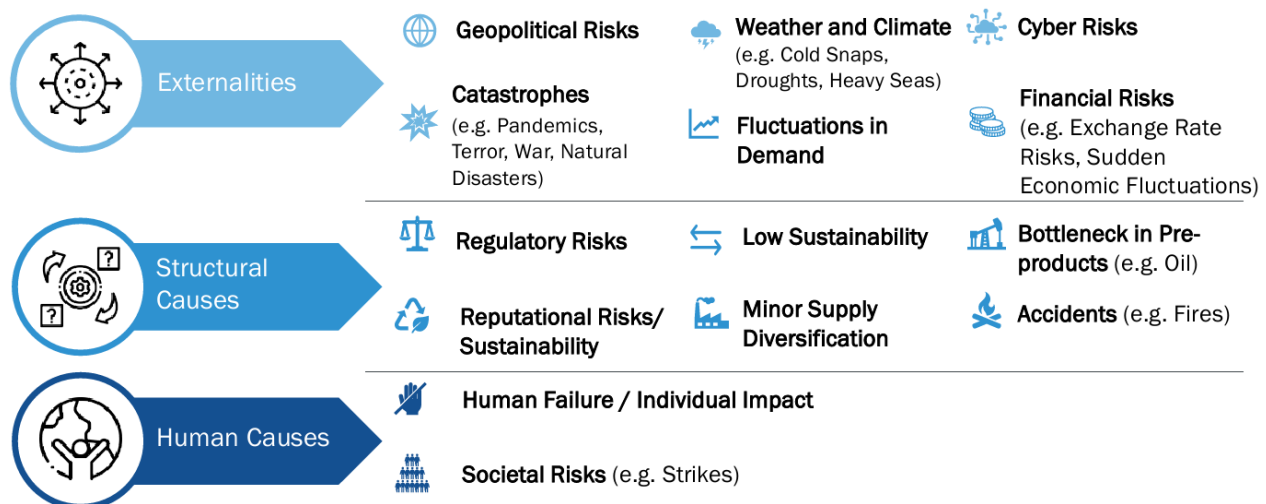 Externalities
Geopolitical Risks
Weather and Climate
(e.g. Cold Snaps,
Droughts, Heavy Seas)
Cyber Risks
Catastrophes
(e.g. Pandemics,
Terror, War, Natural
Disasters)
Fluctuations in
Demand
Financial Risks
(e.g. Exchange Rate
Risks, Sudden
Economic Fluctuations)
Structural
Causes
? 
?
Regulatory Risks
Low Sustainability
Bottleneck in Pre-
products (e.g. Oil)
Reputational Risks/
Sustainability
Minor Supply
Diversification
Accidents (e.g. Fires)
Human Causes
Human Failure / Individual Impact
Societal Risks (e.g. Strikes)